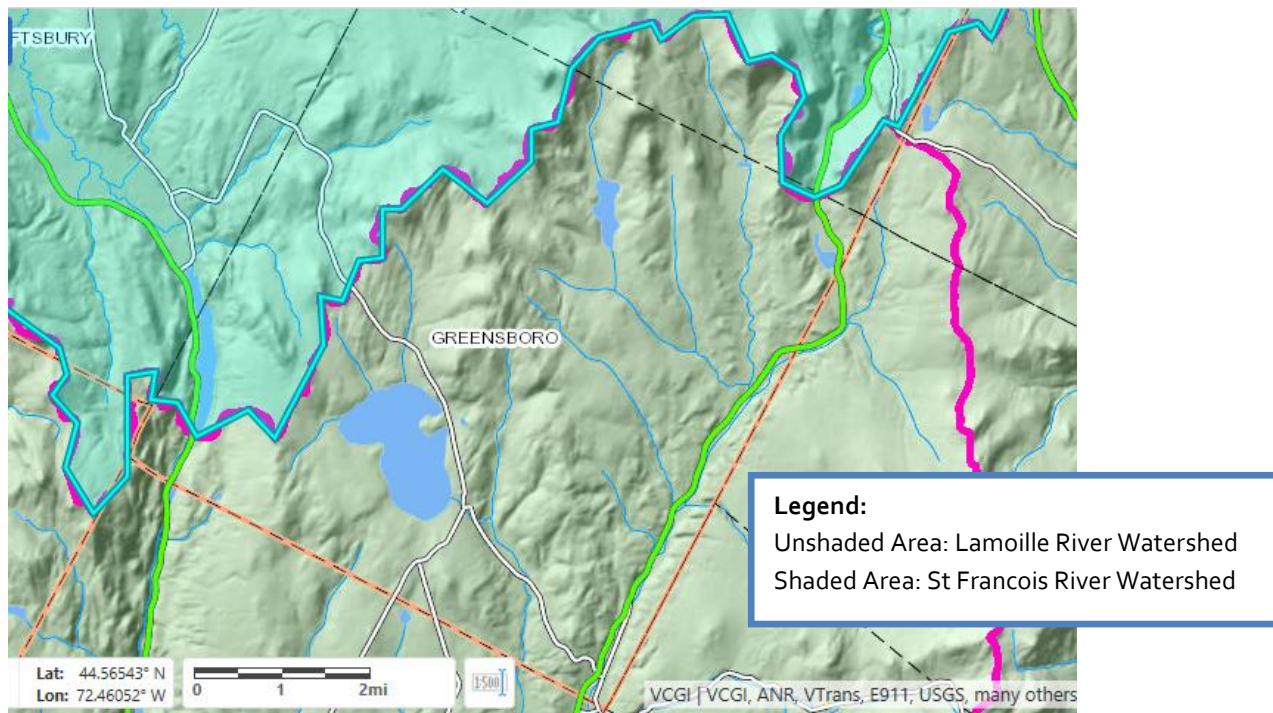 FTSBURY
GREENSBORO
Legend:
Unshaded Area: Lamoille River Watershed
Shaded Area: St Francois River Watershed
Lat: 44.56543° N
Lon: 72.46052° W
0 1 2mi
1:500
VCGI | VCGI, ANR, VTrans, E911, USGS, many others